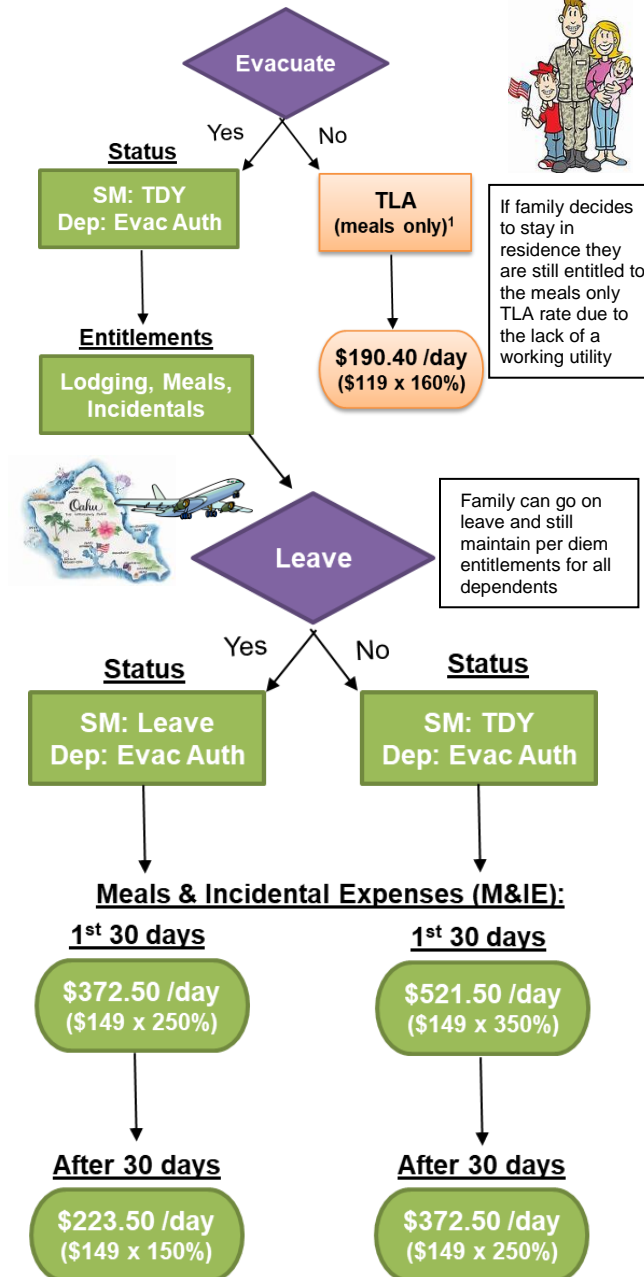 Evacuate
Yes
No
Status
SM: TDY
Dep: Evac Auth
TLA
(meals only)¹
If family decides
to stay in
residence they
are still entitled to
the meals only
TLA rate due to
the lack of a
working utility
Entitlements
Lodging, Meals,
Incidentals
$190.40 /day
($119 x 160%)
Oahu
Leave
Family can go on
leave and still
maintain per diem
entitlements for all
dependents
Yes
No
Status
SM: Leave
Dep: Evac Auth
Status
SM: TDY
Dep: Evac Auth
Meals & Incidental Expenses (M&IE):
1st 30 days
$372.50 /day
($149 x 250%)
1st 30 days
$521.50 /day
($149 x 350%)
After 30 days
$223.50 /day
($149 x 150%)
After 30 days
$372.50 /day
($149 x 250%)